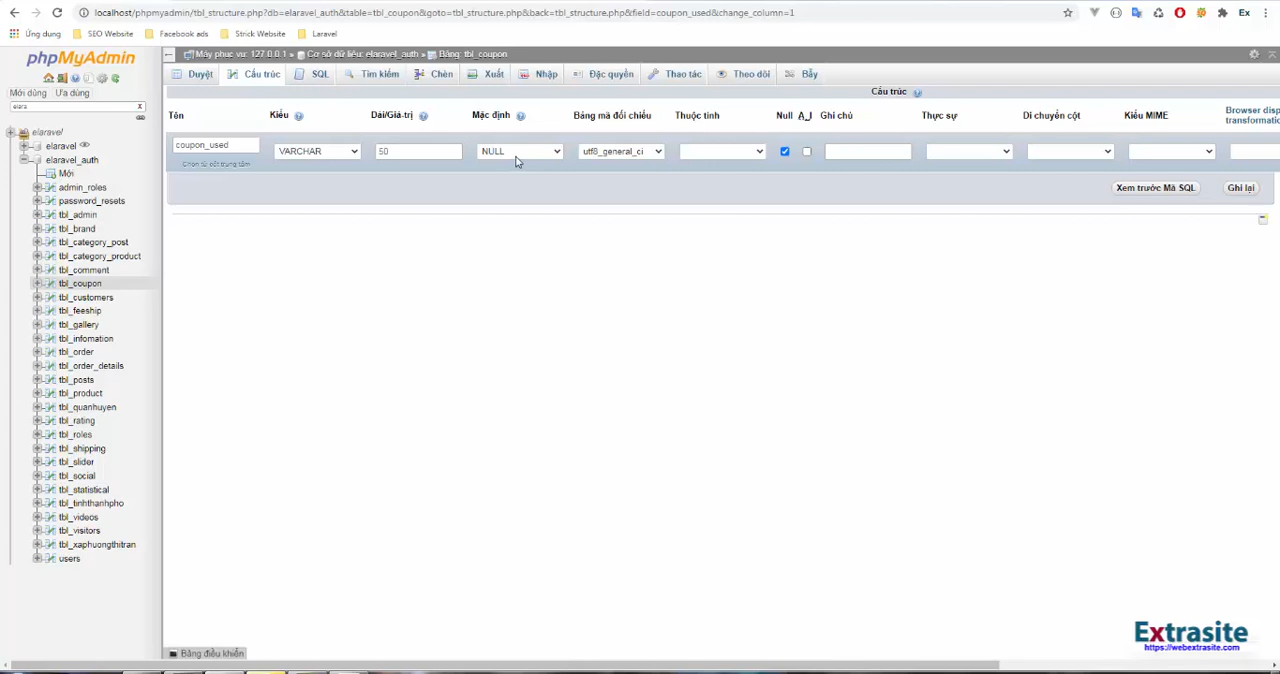 localhost/phpmyadmin/tbl_structure.php?db=elaravel_auth&table=tbl_coupon&goto=tbl_structure.php&back=tbl_structure.php&field=coupon_used&change_column=1
Ex
Ứng dụng SEO Website Facebook ads Strick Website Laravel
phpMyAdmin
Máy phục vụ: 127.0.0.1 » Cơ sở dữ liệu: elaravel_auth » Bảng: tbl_coupon
Duyệt Cấu trúc SQL Tìm kiếm Chèn Xuất Nhập Đặc quyền Thao tác Theo dõi Bẫy
Mới dùng Ưa dùng
elara X
Cấu trúc
Tên Kiểu Dài/Giá trị Mặc định Bảng mã đối chiếu Thuộc tính Null A_I Ghi chú Thực sự Di chuyển cột Kiểu MIME Browser disp
transformatio
coupon_used VARCHAR 50 NULL utf8_general_ci
Chọn từ cột trung tâm
Xem trước Mã SQL Ghi lại
elaravel
elaravel
elaravel_auth
Mới
admin_roles
password_resets
tbl_admin
tbl_brand
tbl_category_post
tbl_category_product
tbl_comment
tbl_coupon
tbl_customers
tbl_feeship
tbl_gallery
tbl_infomation
tbl_order
tbl_order_details
tbl_posts
tbl_product
tbl_quanhuyen
tbl_rating
tbl_roles
tbl_shipping
tbl_slider
tbl_social
tbl_statistical
tbl_tinhthanhpho
tbl_videos
tbl_visitors
tbl_xaphuongthitran
users
Bảng điều khiển
Extrasite
https://webextrasite.com